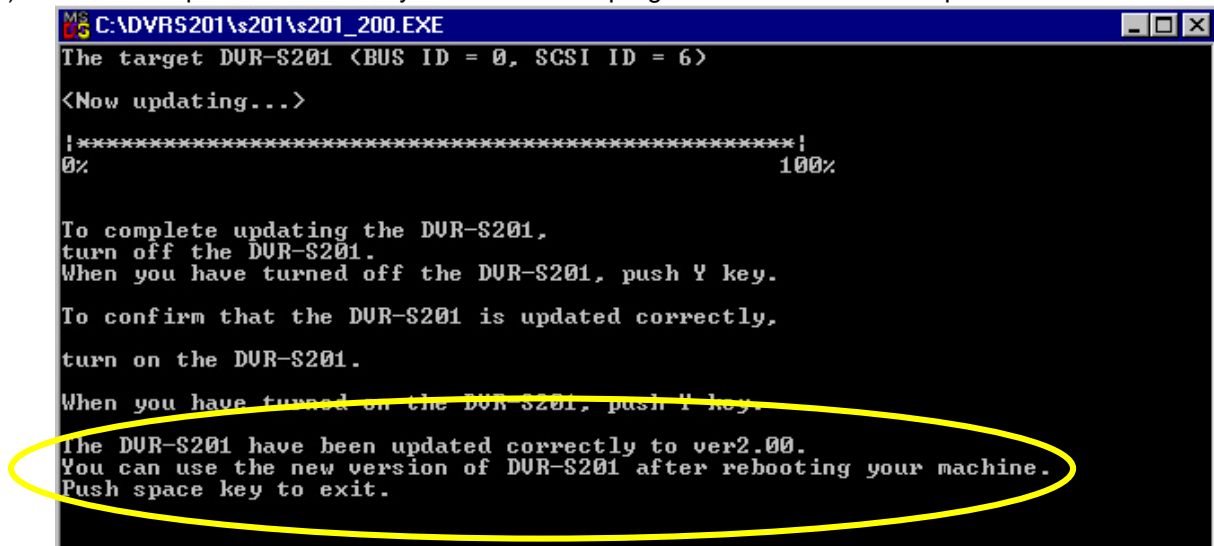 C:\DVRS201\s201\s201_200.EXE
The target DVR-S201 <BUS ID = 0, SCSI ID = 6>
<Now updating...>
¦**************************************************¦
0% 100%
To complete updating the DVR-S201,
turn off the DVR-S201.
When you have turned off the DVR-S201, push Y key.
To confirm that the DVR-S201 is updated correctly,
turn on the DVR-S201.
When you have turned on the DVR-S201, push Y key.
The DVR-S201 have been updated correctly to ver2.00.
You can use the new version of DVR-S201 after rebooting your machine.
Push space key to exit.